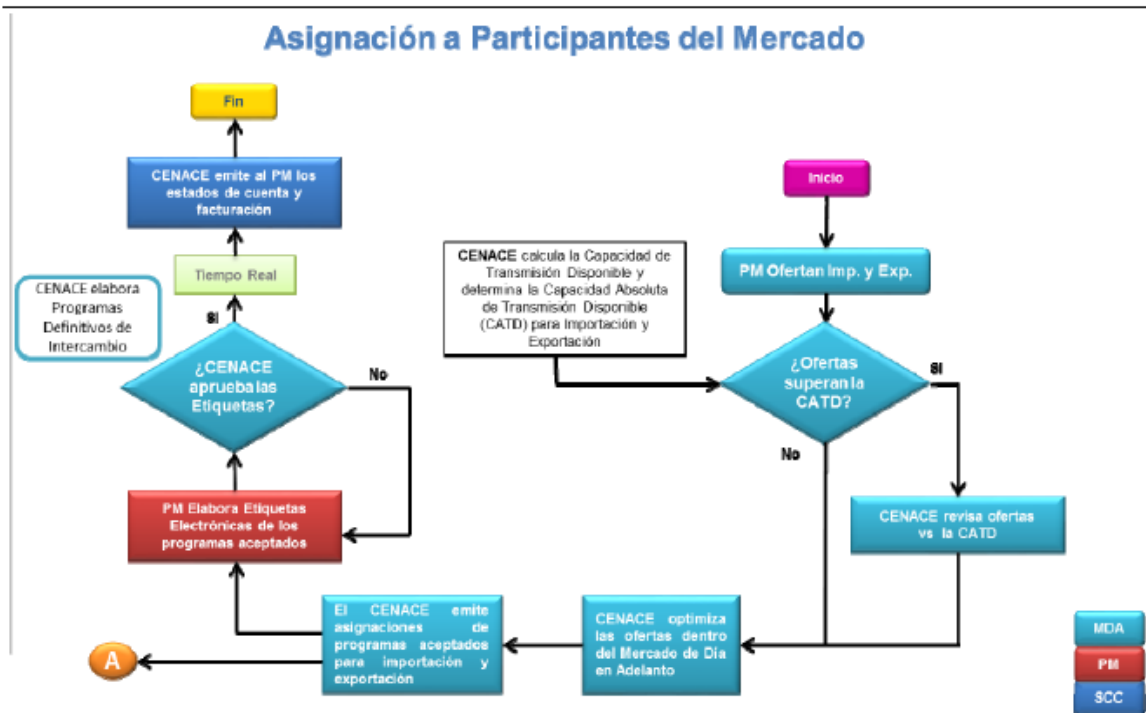 Asignación a Participantes del Mercado
Fin
CENACE emite al PM los
estados de cuenta y
facturación
Tiempo Real
CENACE elabora
Programas
Definitivos de
Intercambio
Si
¿CENACE
aprueba las
Etiquetas?
No
PM Elabora Etiquetas
Electrónicas de los
programas aceptados
Inicio
PM Ofertan Imp. y Exp.
CENACE calcula la Capacidad de
Transmisión Disponible y
determina la Capacidad Absoluta
de Transmisión Disponible
(CATD) para Importación y
Exportación
¿Ofertas
superan la
CATD?
Si
No
CENACE revisa ofertas
vs la CATD
CENACE optimiza
las ofertas dentro
del Mercado de Día
en Adelanto
El CENACE emite
asignaciones de
programas aceptados
para importación y
exportación
A
MDA
PM
SCC